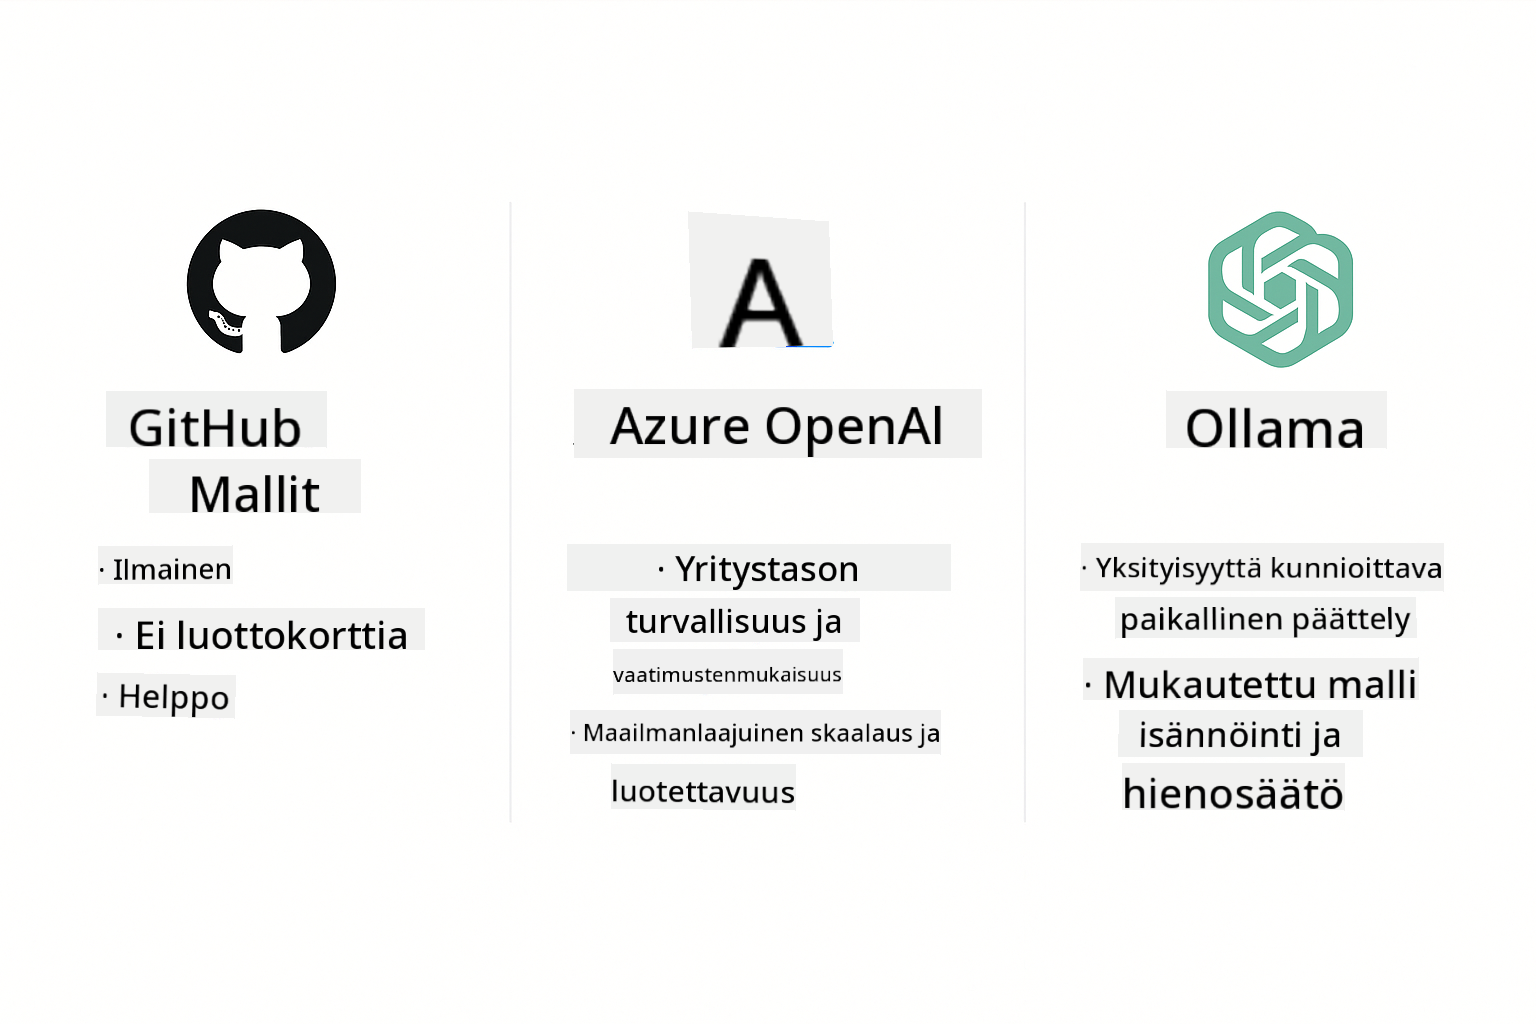 GitHub
Mallit
· Ilmainen
· Ei luottokorttia
· Helppo
A
Azure OpenAl
· Yritystason
turvallisuus ja
vaatimustenmukaisuus
· Maailmanlaajuinen skaalaus ja
luotettavuus
Ollama
· Yksityisyyttä kunnioittava
paikallinen päättely
· Mukautettu malli
isännöinti ja
hienosäätö